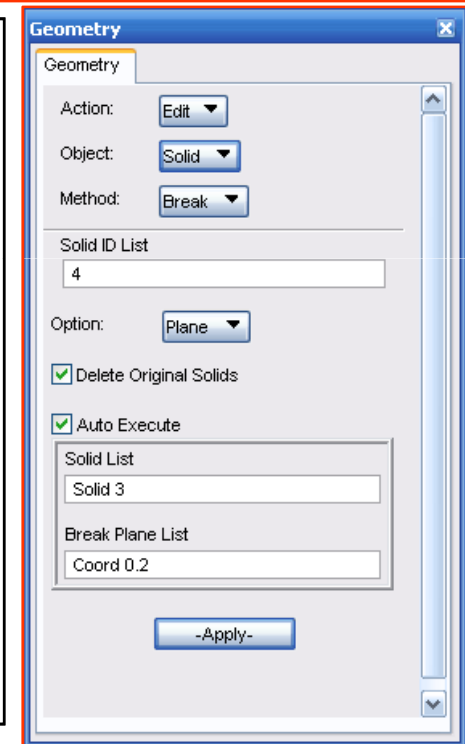 Geometry
Geometry
Action: Edit
Object: Solid
Method: Break
Solid ID List
4
Option: Plane
Delete Original Solids
Auto Execute
Solid List
Solid 3
Break Plane List
Coord 0.2
-Apply-